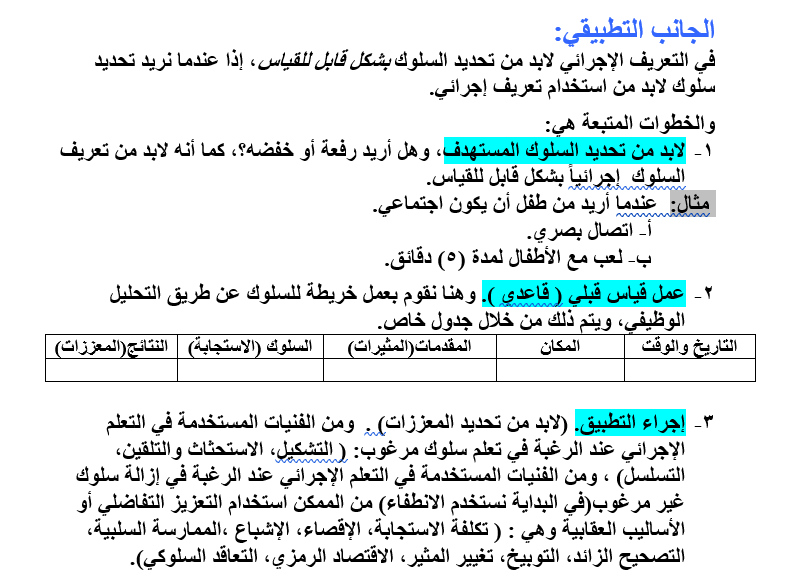 الجانب التطبيقي:
في التعريف الإجرائي لابد من تحديد السلوك بشكل قابل للقياس، إذا عندما نريد تحديد
سلوك لابد من استخدام تعريف إجرائي.
والخطوات المتبعة هي:
١- لابد من تحديد السلوك المستهدف، وهل أريد رفعة أو خفضه؟، كما أنه لابد من تعريف
السلوك إجرائياً بشكل قابل للقياس.
مثال: عندما أريد من طفل أن يكون اجتماعي.
أ- اتصال بصري.
ب- لعب مع الأطفال لمدة (٥) دقائق.
٢- عمل قياس قبلي ( قاعدي ). وهنا نقوم بعمل خريطة للسلوك عن طريق التحليل
الوظيفي، ويتم ذلك من خلال جدول خاص.
التاريخ والوقت المكان المقدمات(المثيرات) السلوك (الاستجابة) النتائج(المعززات)
٣- إجراء التطبيق. (لابد من تحديد المعززات) . ومن الفنيات المستخدمة في التعلم
الإجرائي عند الرغبة في تعلم سلوك مرغوب: ( التشكيل، الاستحثاث والتلقين،
التسلسل) ، ومن الفنيات المستخدمة في التعلم الإجرائي عند الرغبة في إزالة سلوك
غير مرغوب(في البداية نستخدم الانطفاء) من الممكن استخدام التعزيز التفاضلي أو
الأساليب العقابية وهي : ( تكلفة الاستجابة، الإقصاء، الإشباع ،الممارسة السلبية،
التصحيح الزائد، التوبيخ، تغيير المثير، الاقتصاد الرمزي، التعاقد السلوكي).